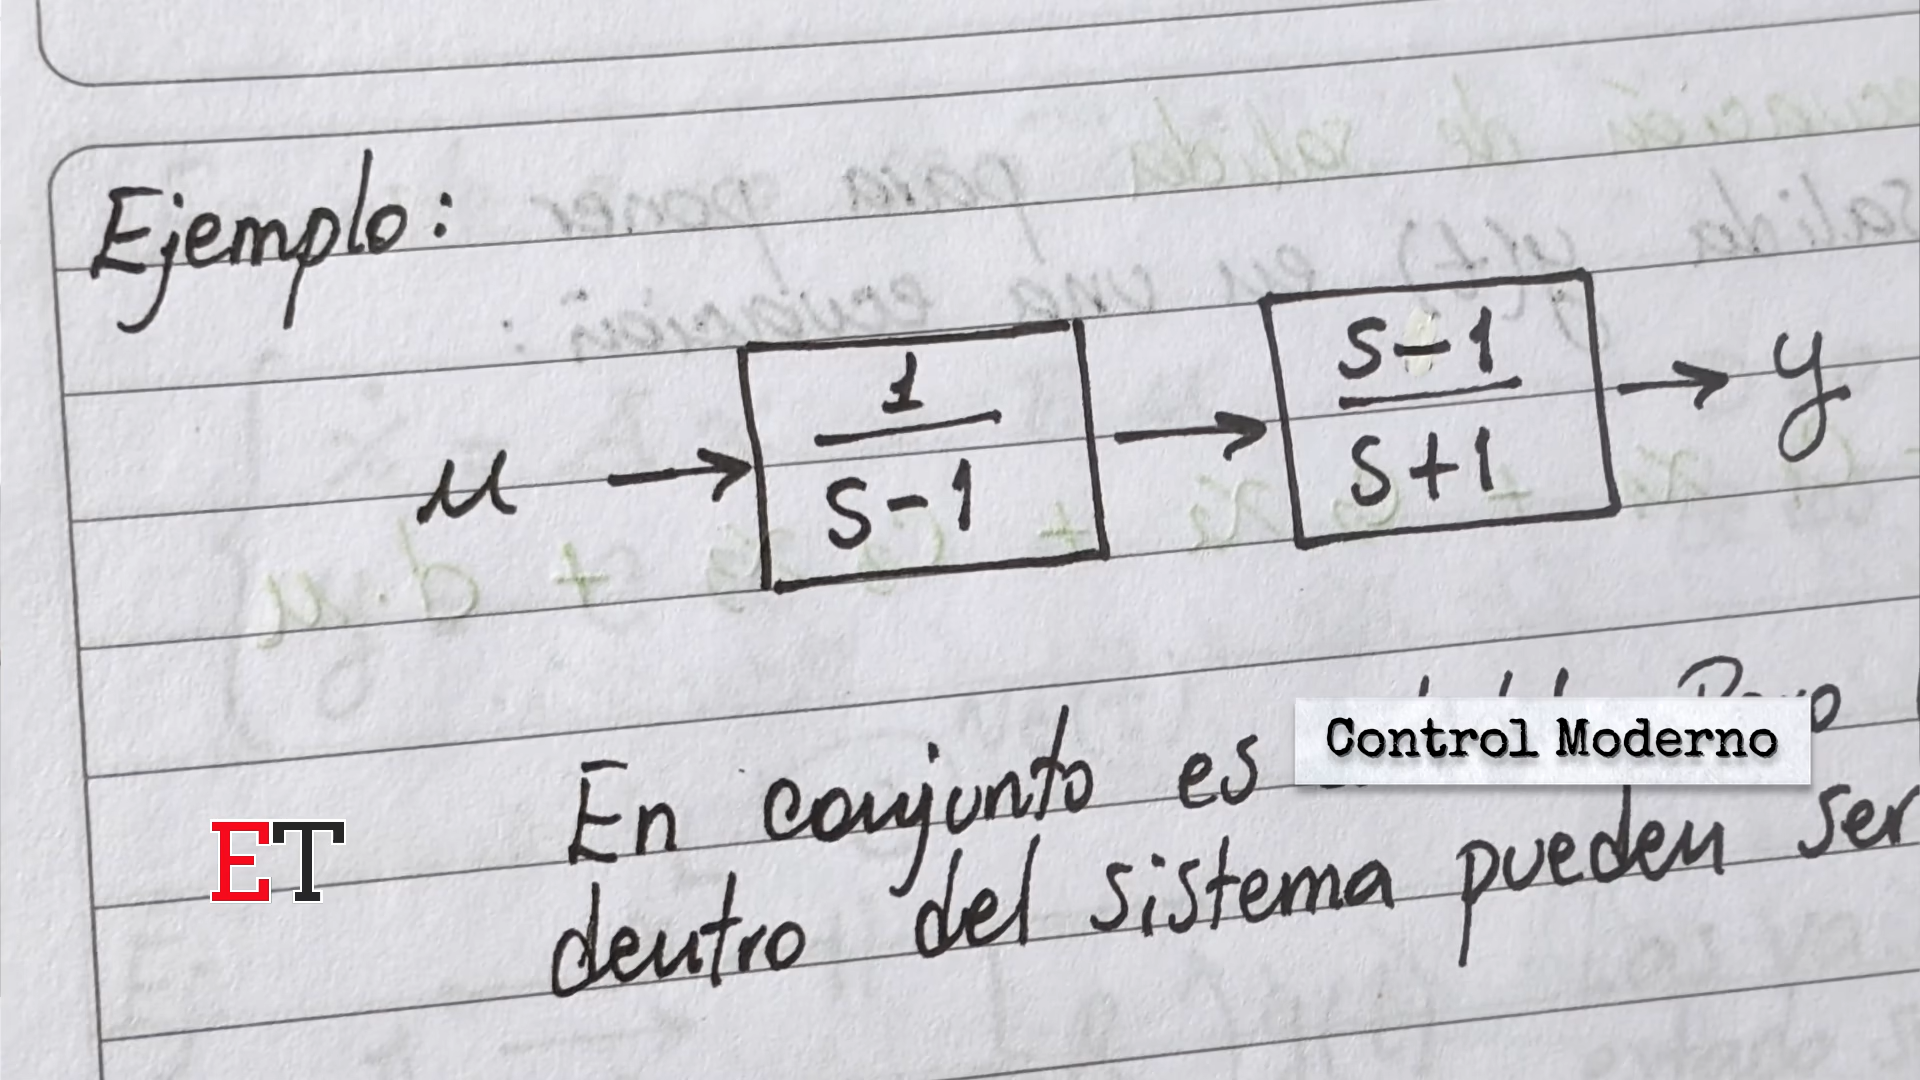 Ejemplo:
u → 1/(s-1) → (s-1)/(s+1) → y
En conjunto es
Control Moderno
dentro del sistema pueden ser
ET